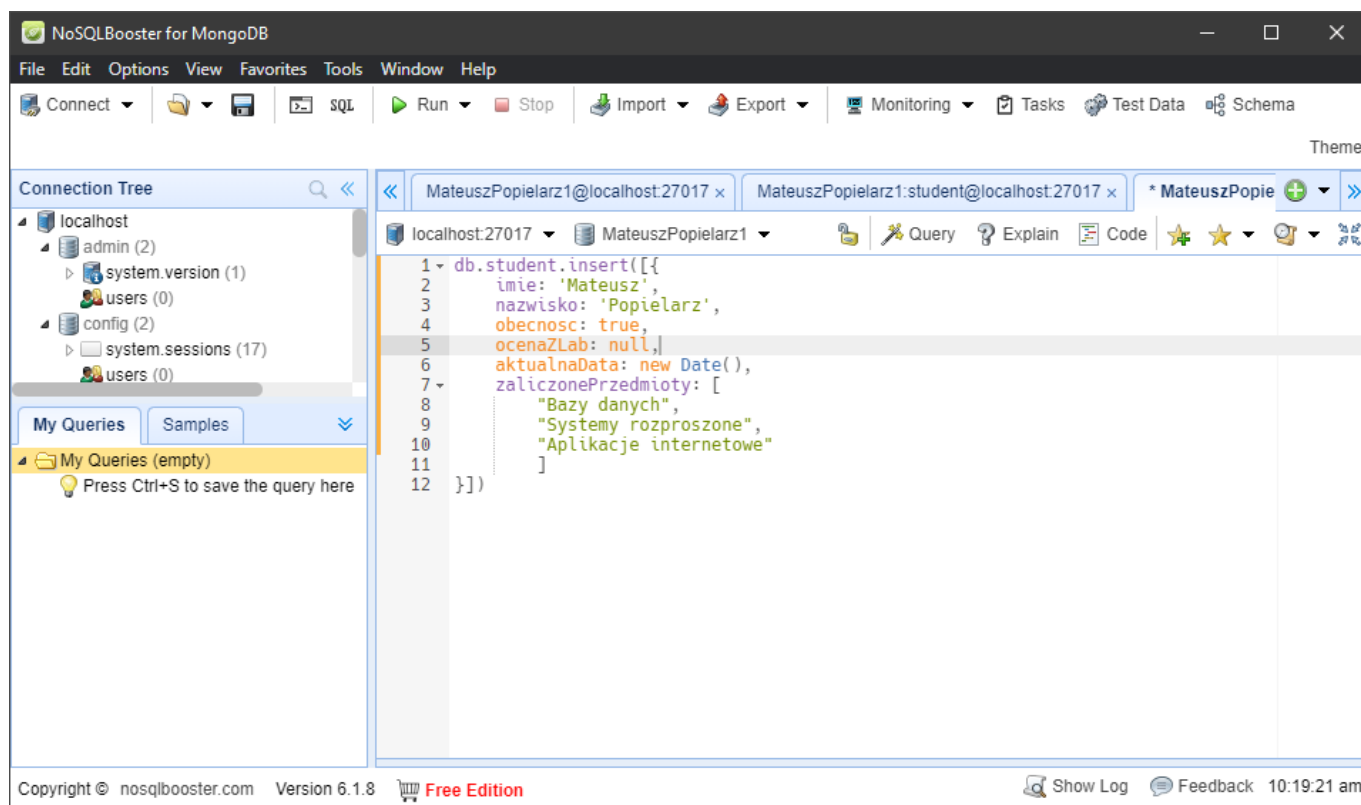 NoSQLBooster for MongoDB
File Edit Options View Favorites Tools Window Help
Connect SQL Run Stop Import Export Monitoring Tasks Test Data Schema
Theme
Connection Tree
localhost
admin (2)
system.version (1)
users (0)
config (2)
system.sessions (17)
users (0)
My Queries Samples
My Queries (empty)
Press Ctrl+S to save the query here
MateuszPopielarz1@localhost:27017 × MateuszPopielarz1:student@localhost:27017 × * MateuszPopie
localhost:27017 MateuszPopielarz1 Query Explain Code
1 db.student.insert([{
2 imie: 'Mateusz',
3 nazwisko: 'Popielarz',
4 obecnosc: true,
5 ocenaZLab: null,
6 aktualnaData: new Date(),
7 zaliczonePrzedmioty: [
8 "Bazy danych",
9 "Systemy rozproszone",
10 "Aplikacje internetowe"
11 ]
12 }])
Copyright © nosqlbooster.com Version 6.1.8 Free Edition Show Log Feedback 10:19:21 am